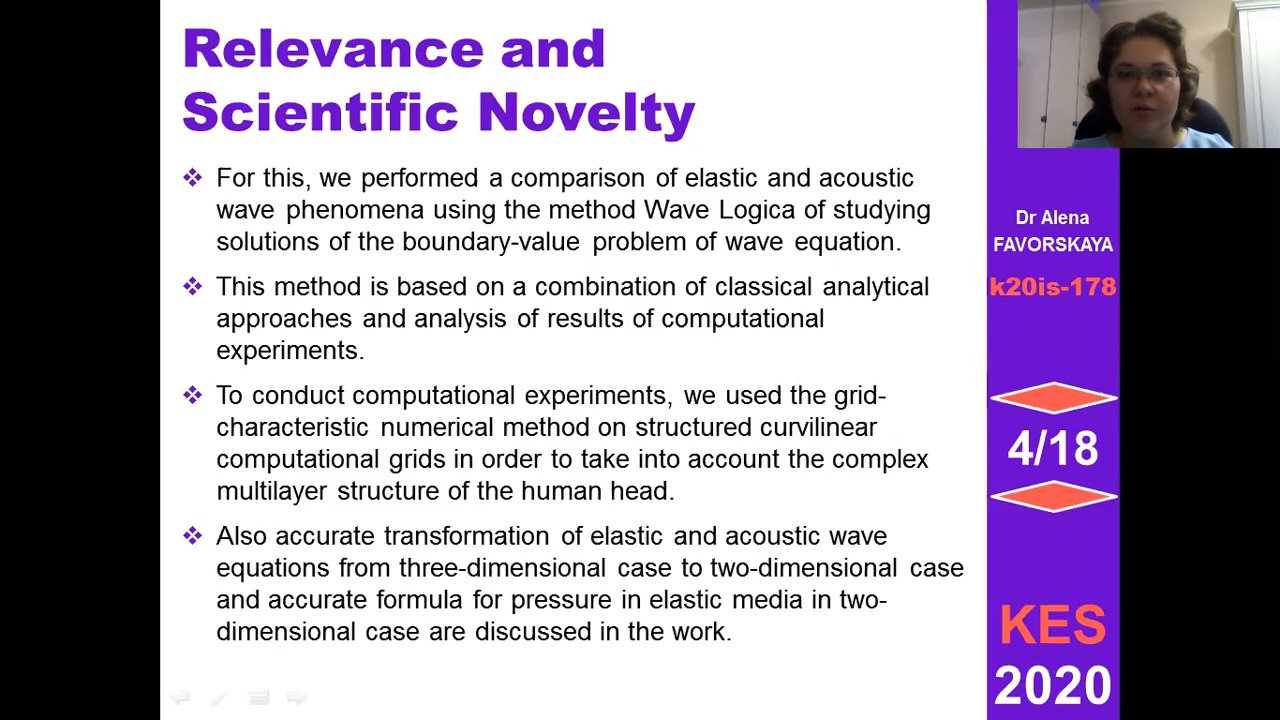 Relevance and
Scientific Novelty
❖ For this, we performed a comparison of elastic and acoustic
wave phenomena using the method Wave Logica of studying
solutions of the boundary-value problem of wave equation.
❖ This method is based on a combination of classical analytical
approaches and analysis of results of computational
experiments.
❖ To conduct computational experiments, we used the grid-
characteristic numerical method on structured curvilinear
computational grids in order to take into account the complex
multilayer structure of the human head.
❖ Also accurate transformation of elastic and acoustic wave
equations from three-dimensional case to two-dimensional case
and accurate formula for pressure in elastic media in two-
dimensional case are discussed in the work.
Dr Alena
FAVORSKAYA
k20is-178
4/18
KES
2020